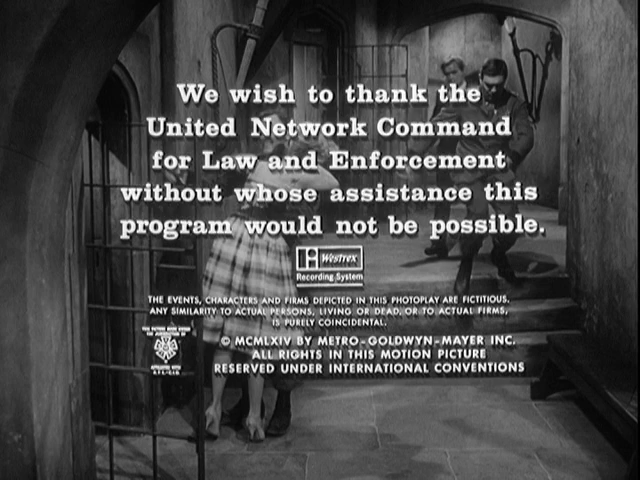 We wish to thank the
United Network Command
for Law and Enforcement
without whose assistance this
program would not be possible.
Westrex
Recording System
THE EVENTS, CHARACTERS AND FIRMS DEPICTED IN THIS PHOTOPLAY ARE FICTITIOUS.
ANY SIMILARITY TO ACTUAL PERSONS, LIVING OR DEAD, OR TO ACTUAL FIRMS,
IS PURELY COINCIDENTAL.
© MCMLXIV BY METRO-GOLDWYN-MAYER INC.
ALL RIGHTS IN THIS MOTION PICTURE
RESERVED UNDER INTERNATIONAL CONVENTIONS